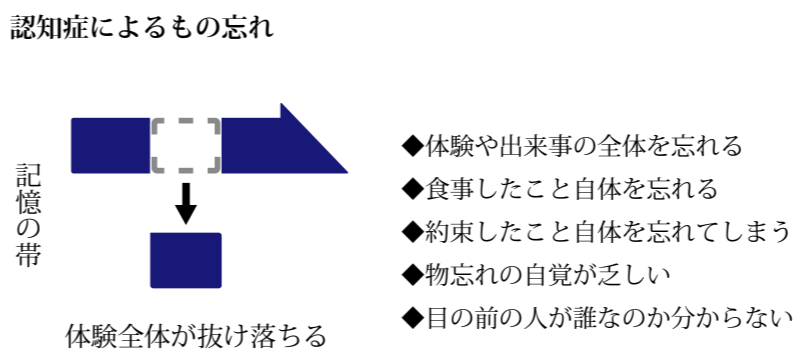 認知症によるもの忘れ
記憶の帯
体験全体が抜け落ちる
◆体験や出来事の全体を忘れる
◆食事したこと自体を忘れる
◆約束したこと自体を忘れてしまう
◆物忘れの自覚が乏しい
◆目の前の人が誰なのか分からない